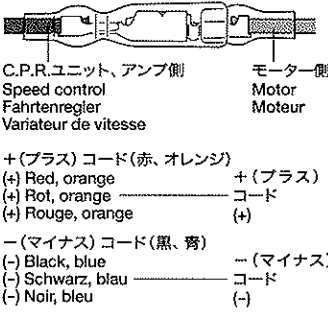 C.P.R.ユニット、アンプ側 モーター側
Speed control Motor
Fahrtenregler Moteur
Variateur de vitesse
+(プラス)コード(赤、オレンジ)
(+) Red, orange +(プラス)
(+) Rot, orange コード
(+) Rouge, orange (+)
−(マイナス)コード(黒、青)
(-) Black, blue −(マイナス)
(-) Schwarz, blau コード
(-) Noir, bleu (-)